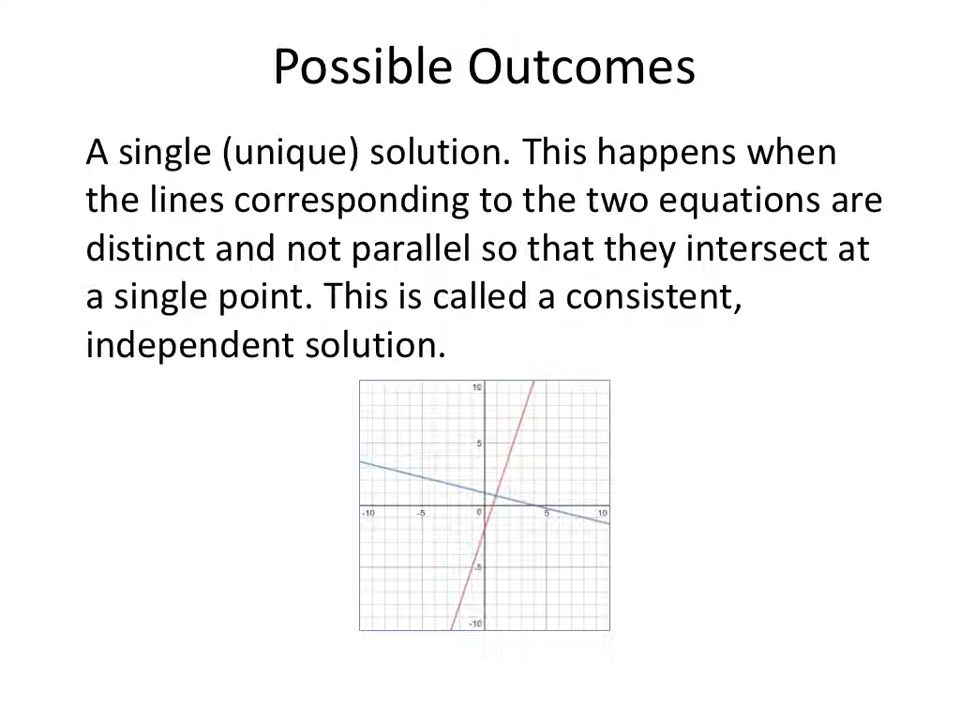 Possible Outcomes
A single (unique) solution. This happens when
the lines corresponding to the two equations are
distinct and not parallel so that they intersect at
a single point. This is called a consistent,
independent solution.
10
5
-10 -5 0 5 10
-5
-10